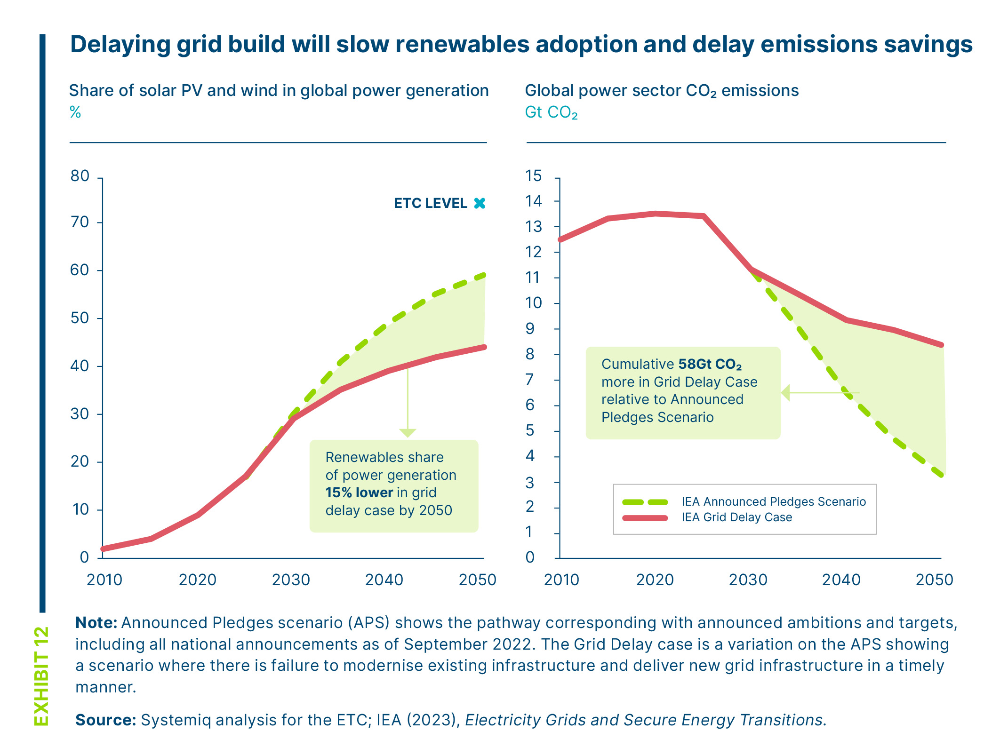 Delaying grid build will slow renewables adoption and delay emissions savings
Share of solar PV and wind in global power generation
%
80
70
60
50
40
30
20
10
0
2010
2020
2030
2040
2050
ETC LEVEL
Renewables share
of power generation
15% lower in grid
delay case by 2050
Global power sector CO₂ emissions
Gt CO₂
15
14
13
12
11
10
9
8
7
6
5
4
3
2
1
0
2010
2020
2030
2040
2050
Cumulative 58Gt CO₂
more in Grid Delay Case
relative to Announced
Pledges Scenario
IEA Announced Pledges Scenario
IEA Grid Delay Case
EXHIBIT 12
Note: Announced Pledges scenario (APS) shows the pathway corresponding with announced ambitions and targets,
including all national announcements as of September 2022. The Grid Delay case is a variation on the APS showing
a scenario where there is failure to modernise existing infrastructure and deliver new grid infrastructure in a timely
manner.
Source: Systemiq analysis for the ETC; IEA (2023), Electricity Grids and Secure Energy Transitions.